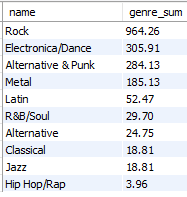 name genre_sum
Rock 964.26
Electronica/Dance 305.91
Alternative & Punk 284.13
Metal 185.13
Latin 52.47
R&B/Soul 29.70
Alternative 24.75
Classical 18.81
Jazz 18.81
Hip Hop/Rap 3.96